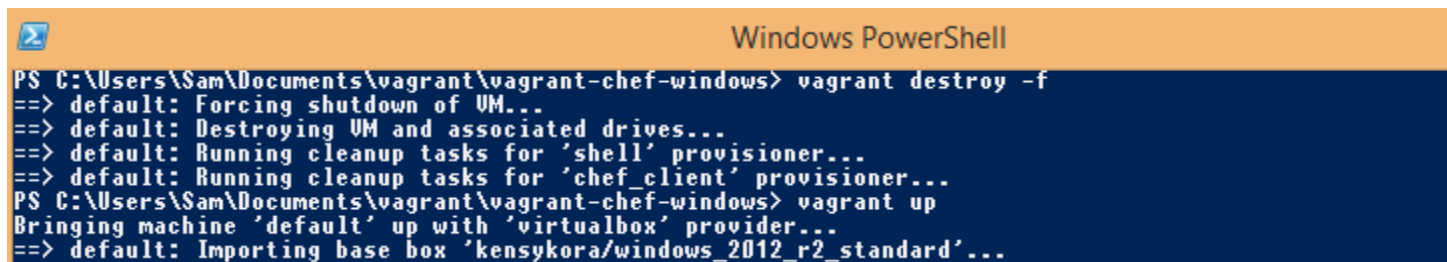 Windows PowerShell
PS C:\Users\Sam\Documents\vagrant\vagrant-chef-windows> vagrant destroy -f
==> default: Forcing shutdown of VM...
==> default: Destroying VM and associated drives...
==> default: Running cleanup tasks for 'shell' provisioner...
==> default: Running cleanup tasks for 'chef_client' provisioner...
PS C:\Users\Sam\Documents\vagrant\vagrant-chef-windows> vagrant up
Bringing machine 'default' up with 'virtualbox' provider...
==> default: Importing base box 'kensykora/windows_2012_r2_standard'...